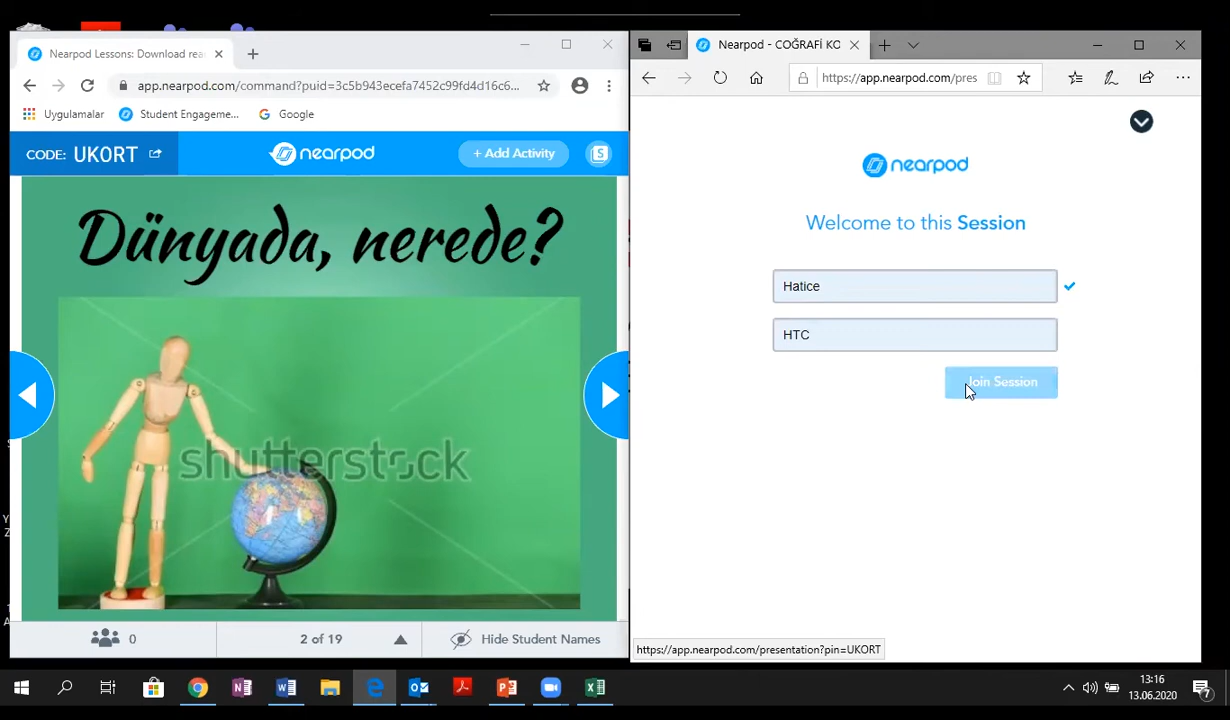 Nearpod Lessons: Download rea
app.nearpod.com/command?puid=3c5b943ecefa7452c99fd4d16c6...
Uygulamalar
Student Engageme...
Google
CODE: UKORT
nearpod
+ Add Activity
S
Dünyada, nerede?
shutterstock
0
2 of 19
Hide Student Names
Nearpod - COĞRAFİ KO
https://app.nearpod.com/pres
nearpod
Welcome to this Session
Hatice
HTC
Join Session
https://app.nearpod.com/presentation?pin=UKORT
13:16
13.06.2020
7